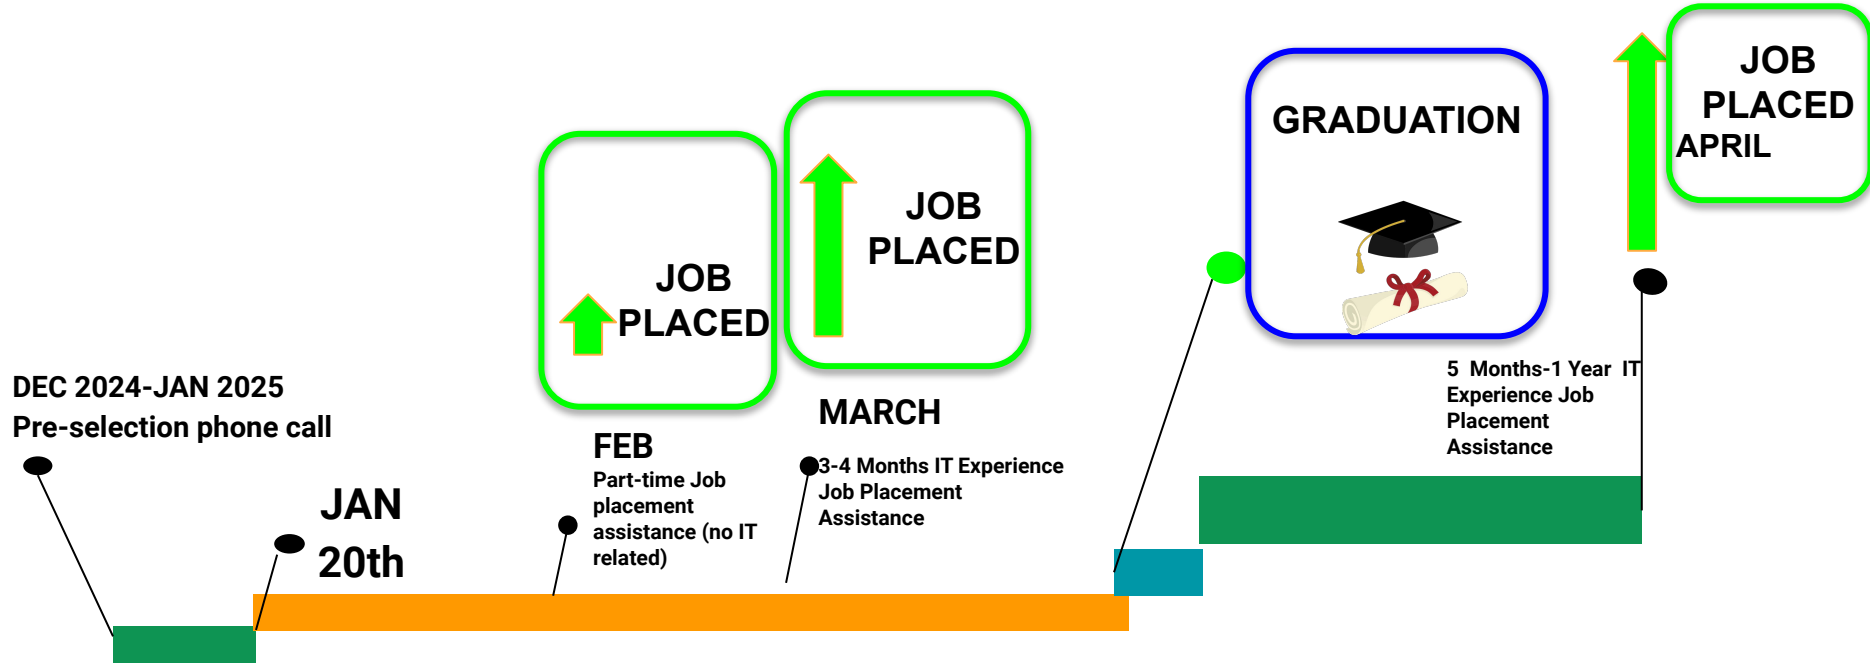 DEC 2024-JAN 2025
Pre-selection phone call
JAN
20th
JOB
PLACED
FEB
Part-time Job
placement
assistance (no IT
related)
JOB
PLACED
MARCH
3-4 Months IT Experience
Job Placement
Assistance
GRADUATION
5 Months-1 Year IT
Experience Job
Placement
Assistance
JOB
PLACED
APRIL